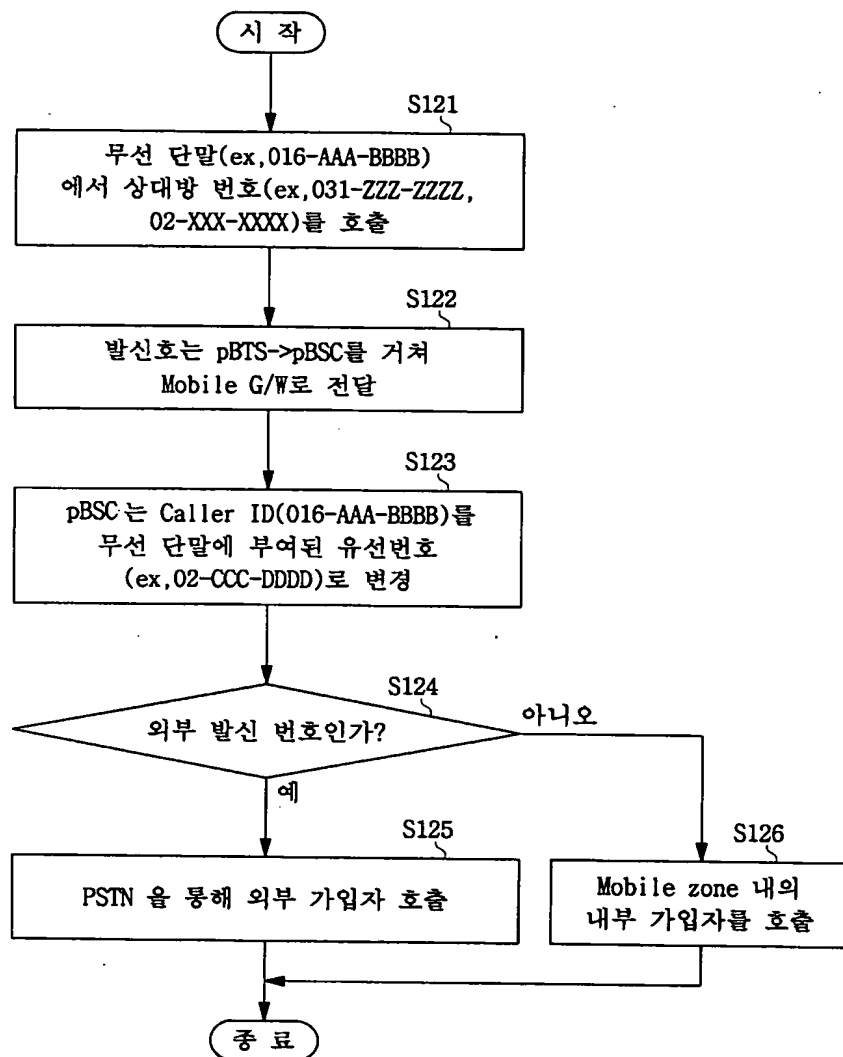 시 작
S121
무선 단말(ex,016-AAA-BBBB)
에서 상대방 번호(ex,031-ZZZ-ZZZZ,
02-XXX-XXXX)를 호출
S122
발신호는 pBTS->pBSC를 거쳐
Mobile G/W로 전달
S123
pBSC는 Caller ID(016-AAA-BBBB)를
무선 단말에 부여된 유선번호
(ex,02-CCC-DDDD)로 변경
S124
외부 발신 번호인가?
아니오
예
S125
PSTN 을 통해 외부 가입자 호출
S126
Mobile zone 내의
내부 가입자를 호출
종 료